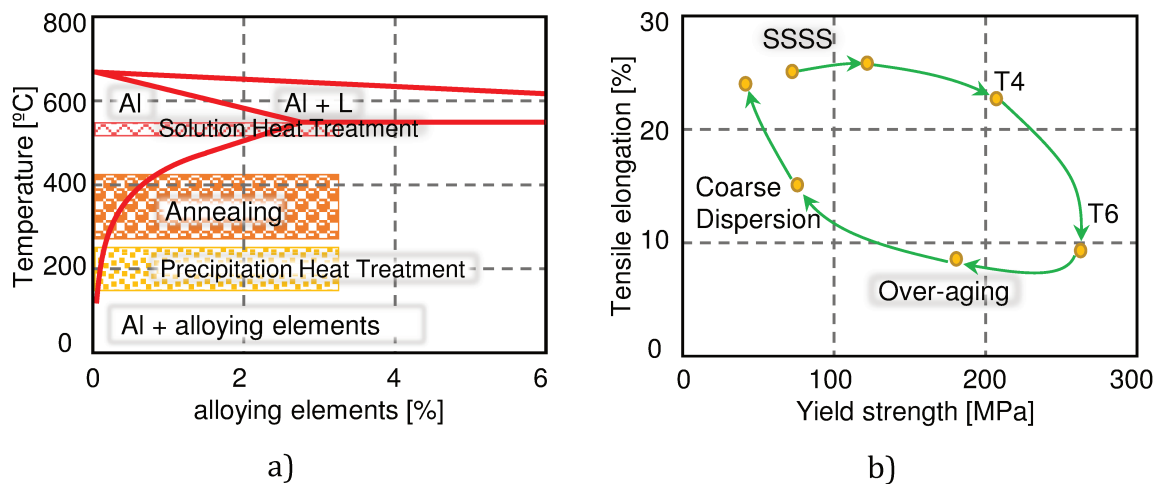 800
600
400
200
0
Temperature [ºC]
Al
Al + L
Solution Heat Treatment
Annealing
Precipitation Heat Treatment
Al + alloying elements
0 2 4 6
alloying elements [%]
a)
30
20
10
0
Tensile elongation [%]
SSSS
T4
T6
Coarse
Dispersion
Over-aging
0 100 200 300
Yield strength [MPa]
b)